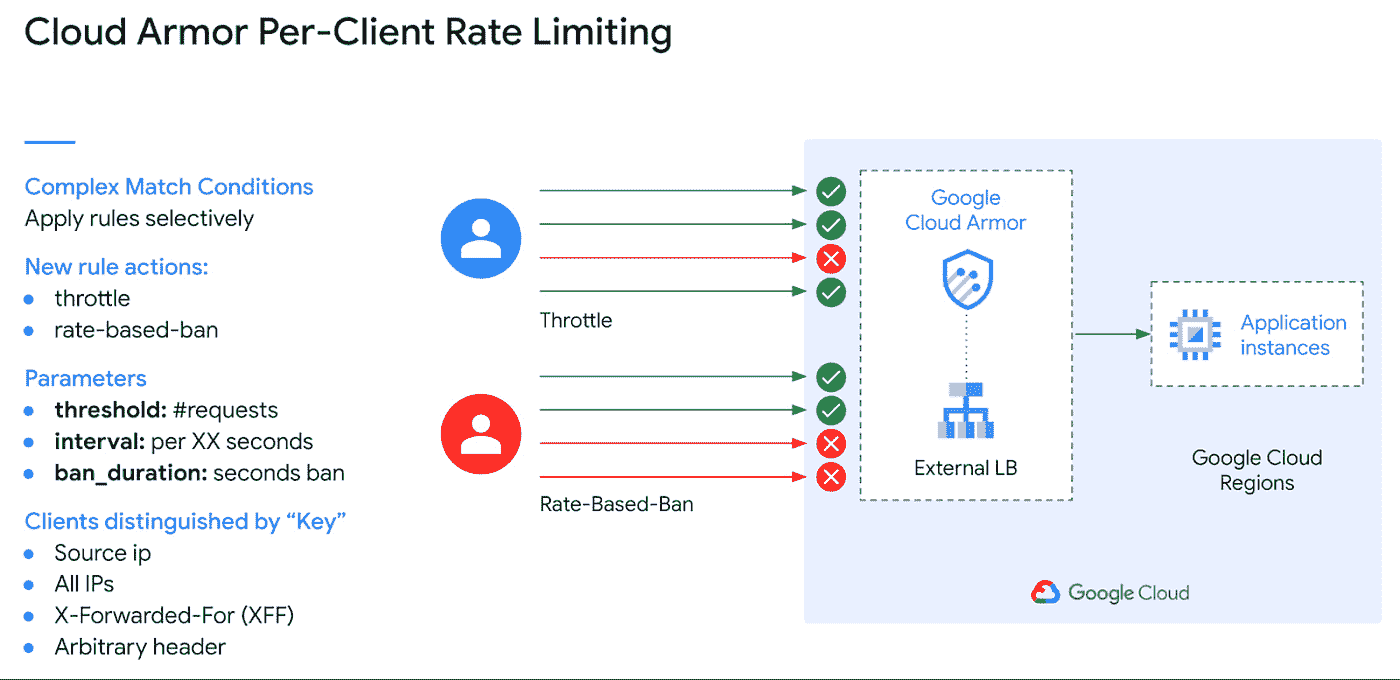 Cloud Armor Per-Client Rate Limiting
Complex Match Conditions
Apply rules selectively
New rule actions:
throttle
rate-based-ban
Parameters
threshold: #requests
interval: per XX seconds
ban_duration: seconds ban
Clients distinguished by “Key”
Source ip
All IPs
X-Forwarded-For (XFF)
Arbitrary header
Throttle
Rate-Based-Ban
Google
Cloud Armor
External LB
Application
instances
Google Cloud
Regions
Google Cloud